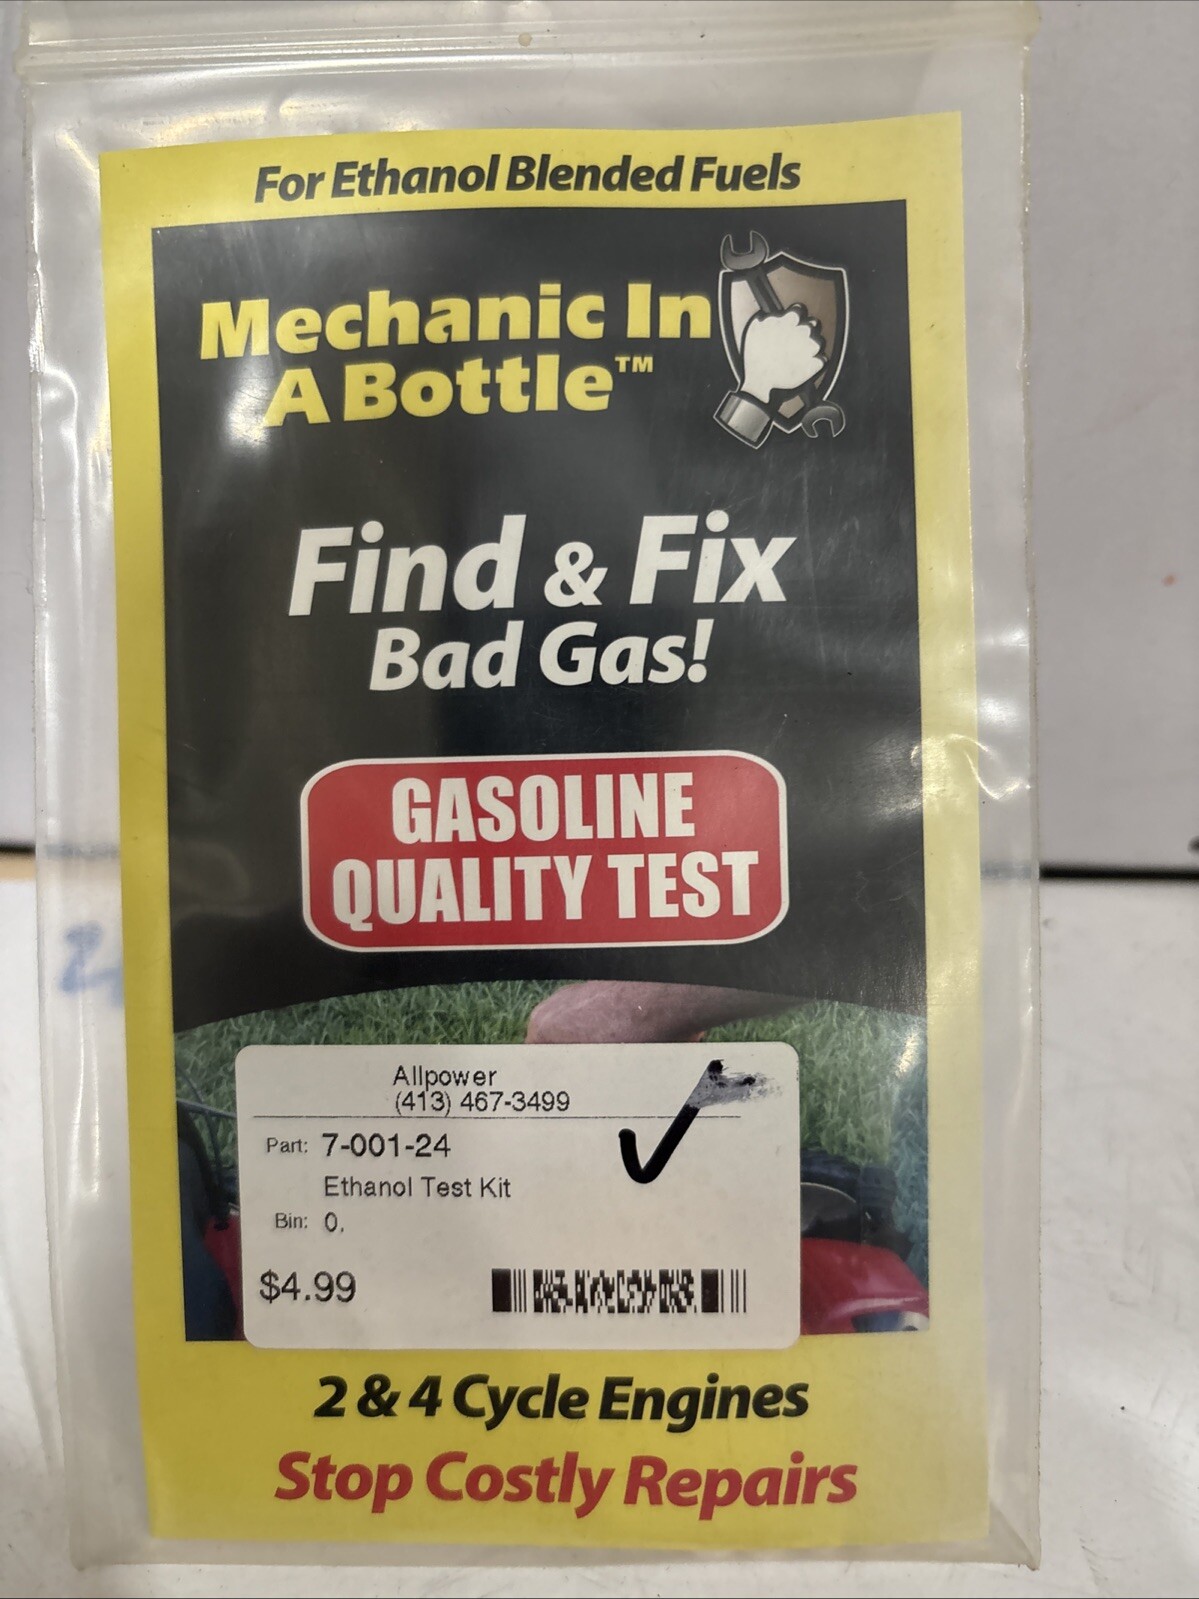 For Ethanol Blended Fuels
Mechanic In
A Bottle™
Find & Fix
Bad Gas!
GASOLINE
QUALITY TEST
Allpower
(413) 467-3499
Part: 7-001-24
Ethanol Test Kit
Bin: 0,
$4.99
2 & 4 Cycle Engines
Stop Costly Repairs